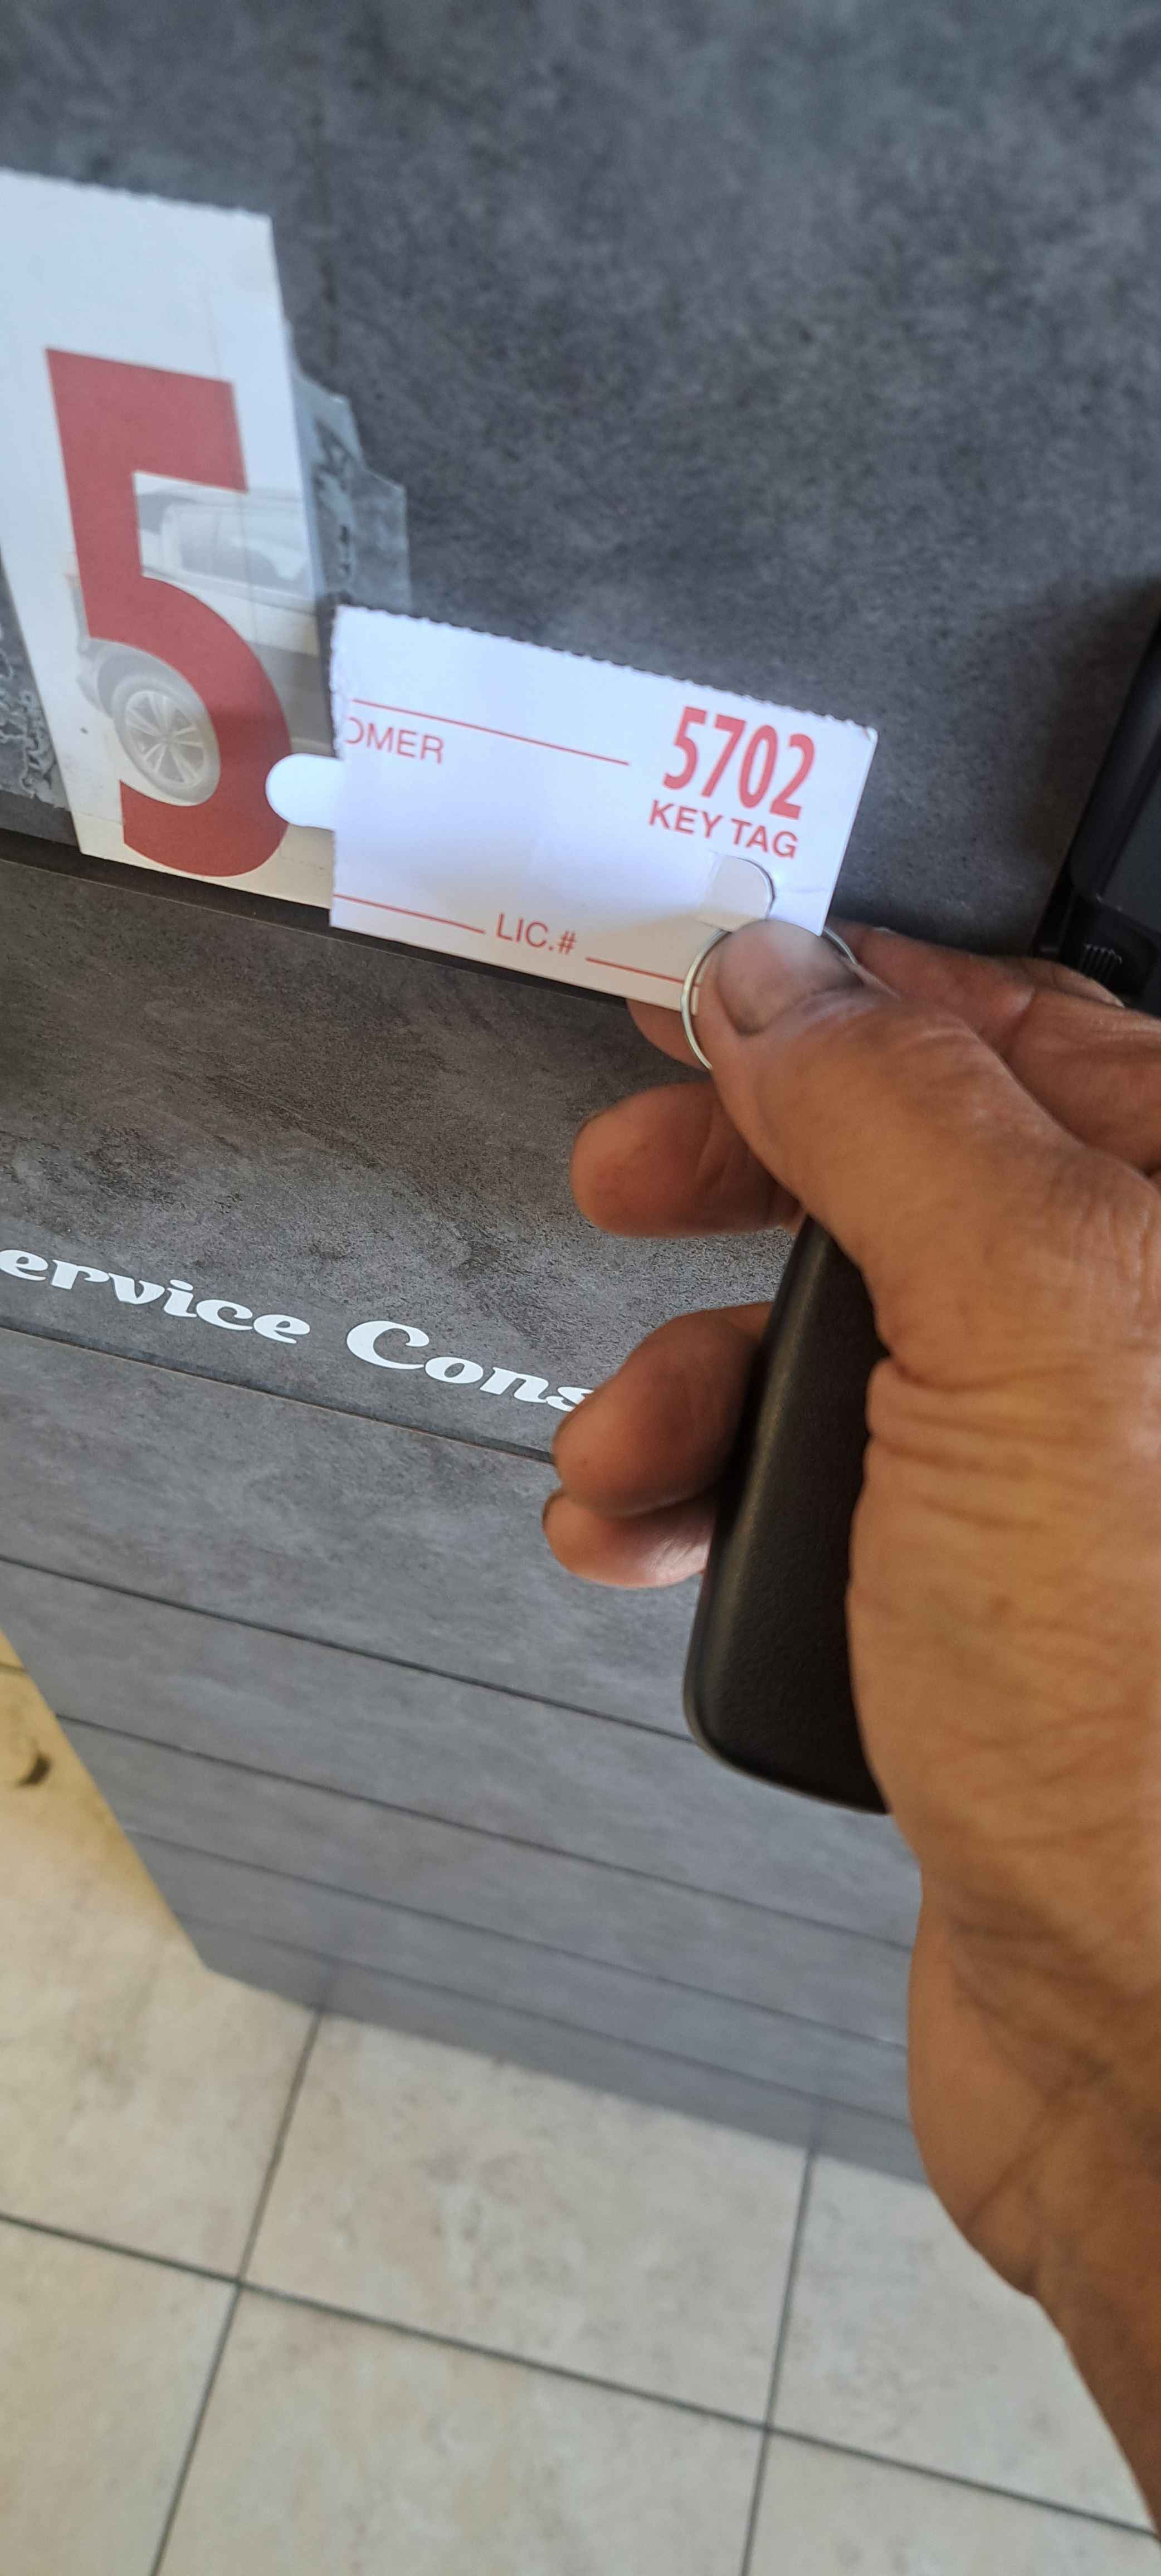 5
OMER
5702
KEY TAG
LIC.#
ervice Cons